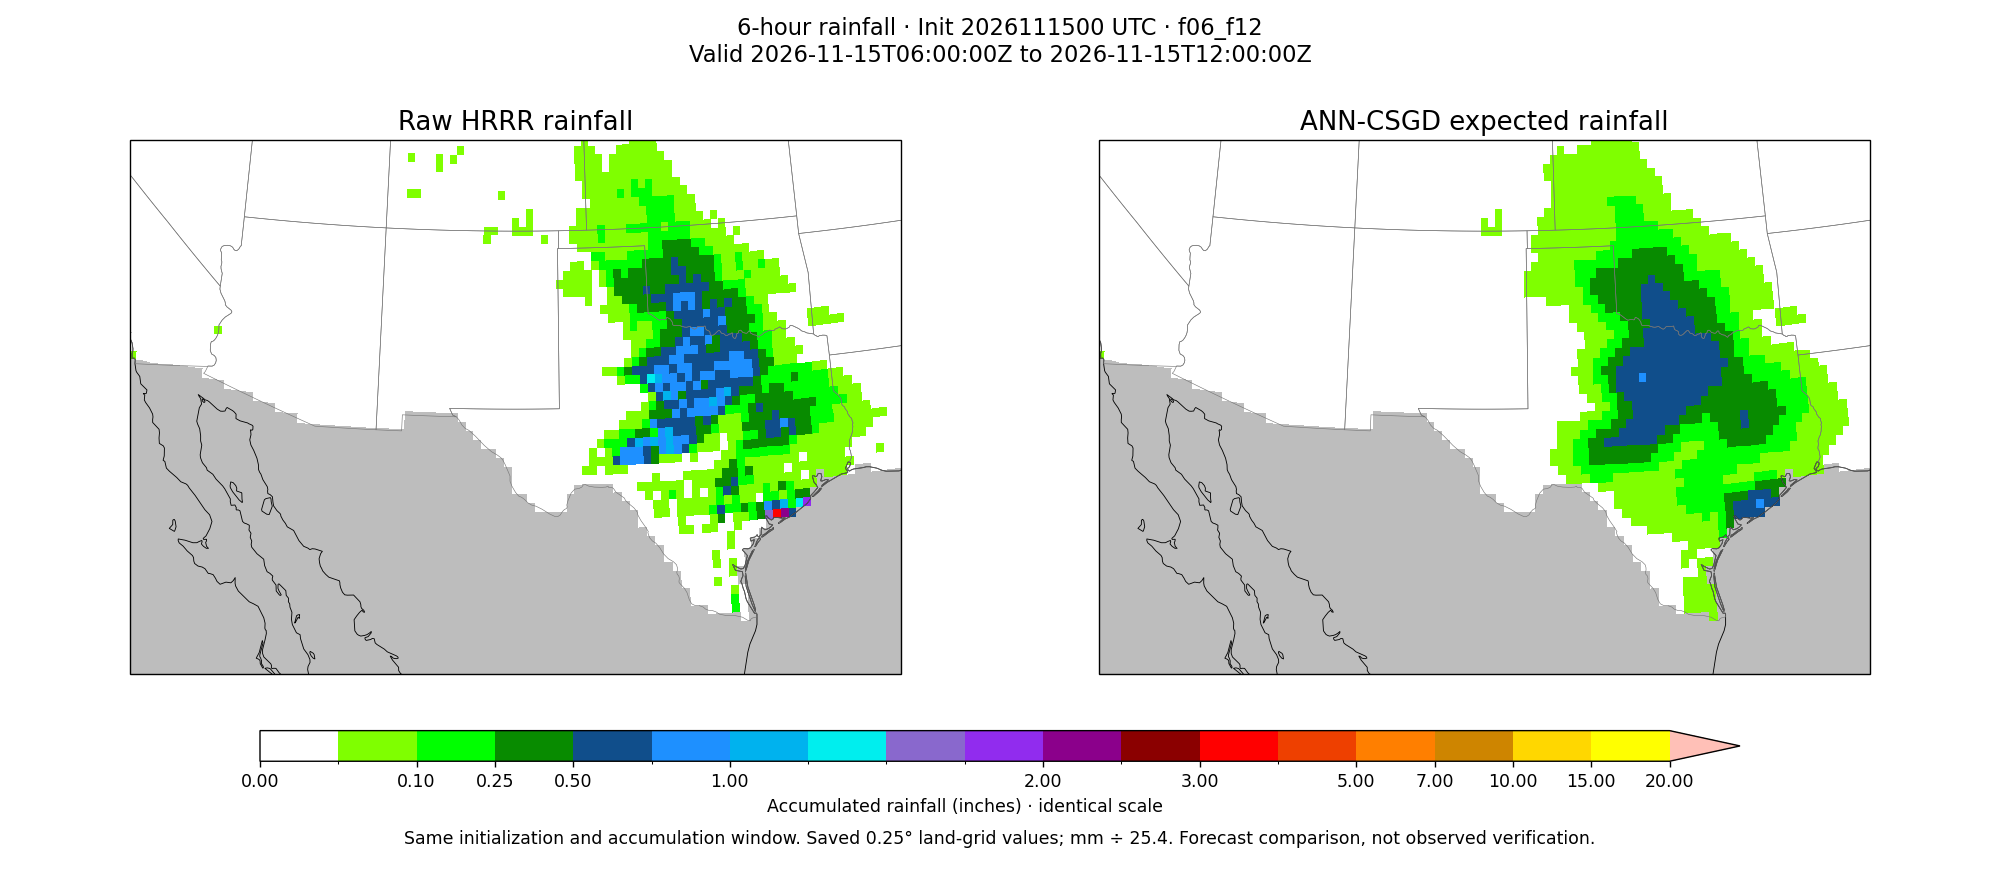 6-hour rainfall · Init 2026111500 UTC · f06_f12
Valid 2026-11-15T06:00:00Z to 2026-11-15T12:00:00Z
Raw HRRR rainfall
ANN-CSGD expected rainfall
0.00 0.10 0.25 0.50 1.00 2.00 3.00 5.00 7.00 10.00 15.00 20.00
Accumulated rainfall (inches) · identical scale
Same initialization and accumulation window. Saved 0.25° land-grid values; mm ÷ 25.4. Forecast comparison, not observed verification.